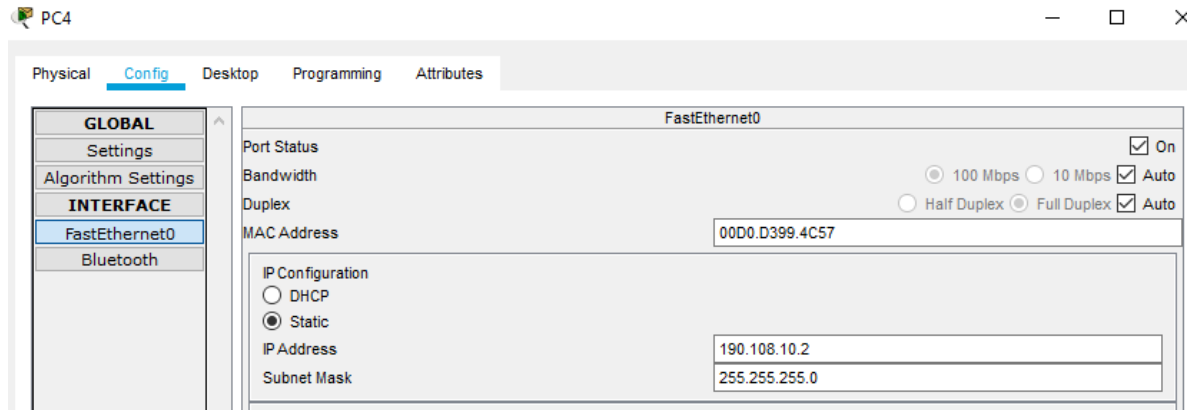 PC4
Physical Config Desktop Programming Attributes
GLOBAL
Settings
Algorithm Settings
INTERFACE
FastEthernet0
Bluetooth
FastEthernet0
Port Status On
Bandwidth 100 Mbps 10 Mbps Auto
Duplex Half Duplex Full Duplex Auto
MAC Address 00D0.D399.4C57
IP Configuration
DHCP
Static
IP Address 190.108.10.2
Subnet Mask 255.255.255.0